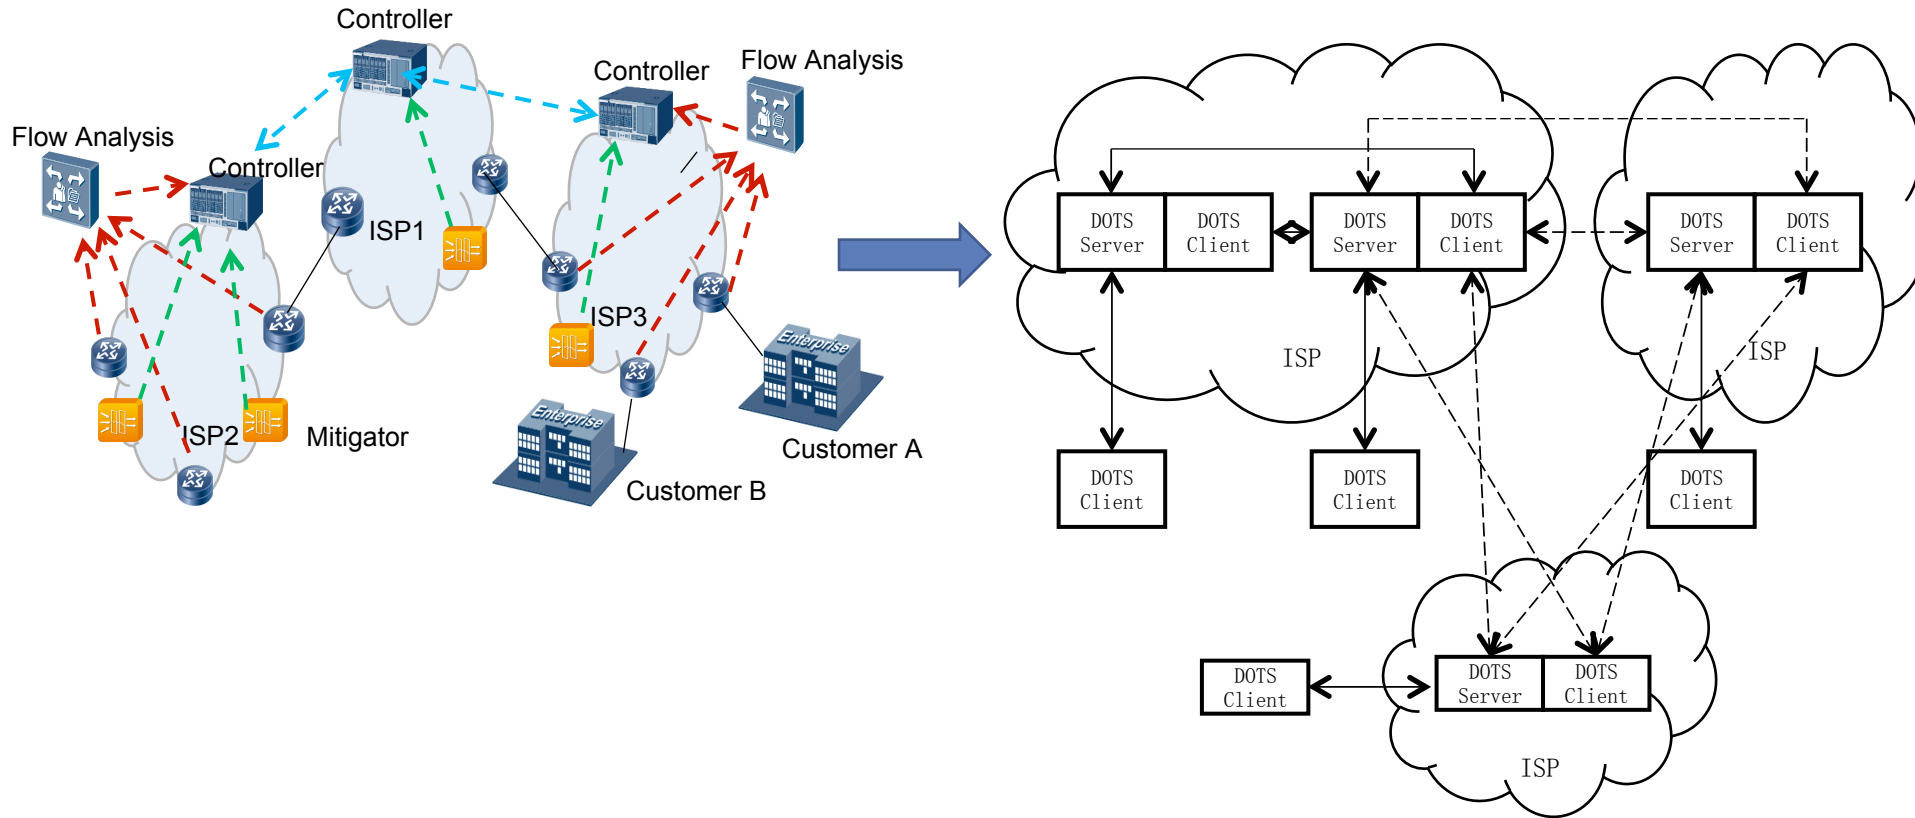 Controller
Flow Analysis
Controller
Flow Analysis
Controller
ISP1
ISP3
ISP2
Mitigator
Enterprise
Customer A
Enterprise
Customer B
DOTS
Server
DOTS
Client
DOTS
Server
DOTS
Client
DOTS
Server
DOTS
Client
ISP
ISP
DOTS
Client
DOTS
Client
DOTS
Client
DOTS
Client
DOTS
Server
DOTS
Client
ISP